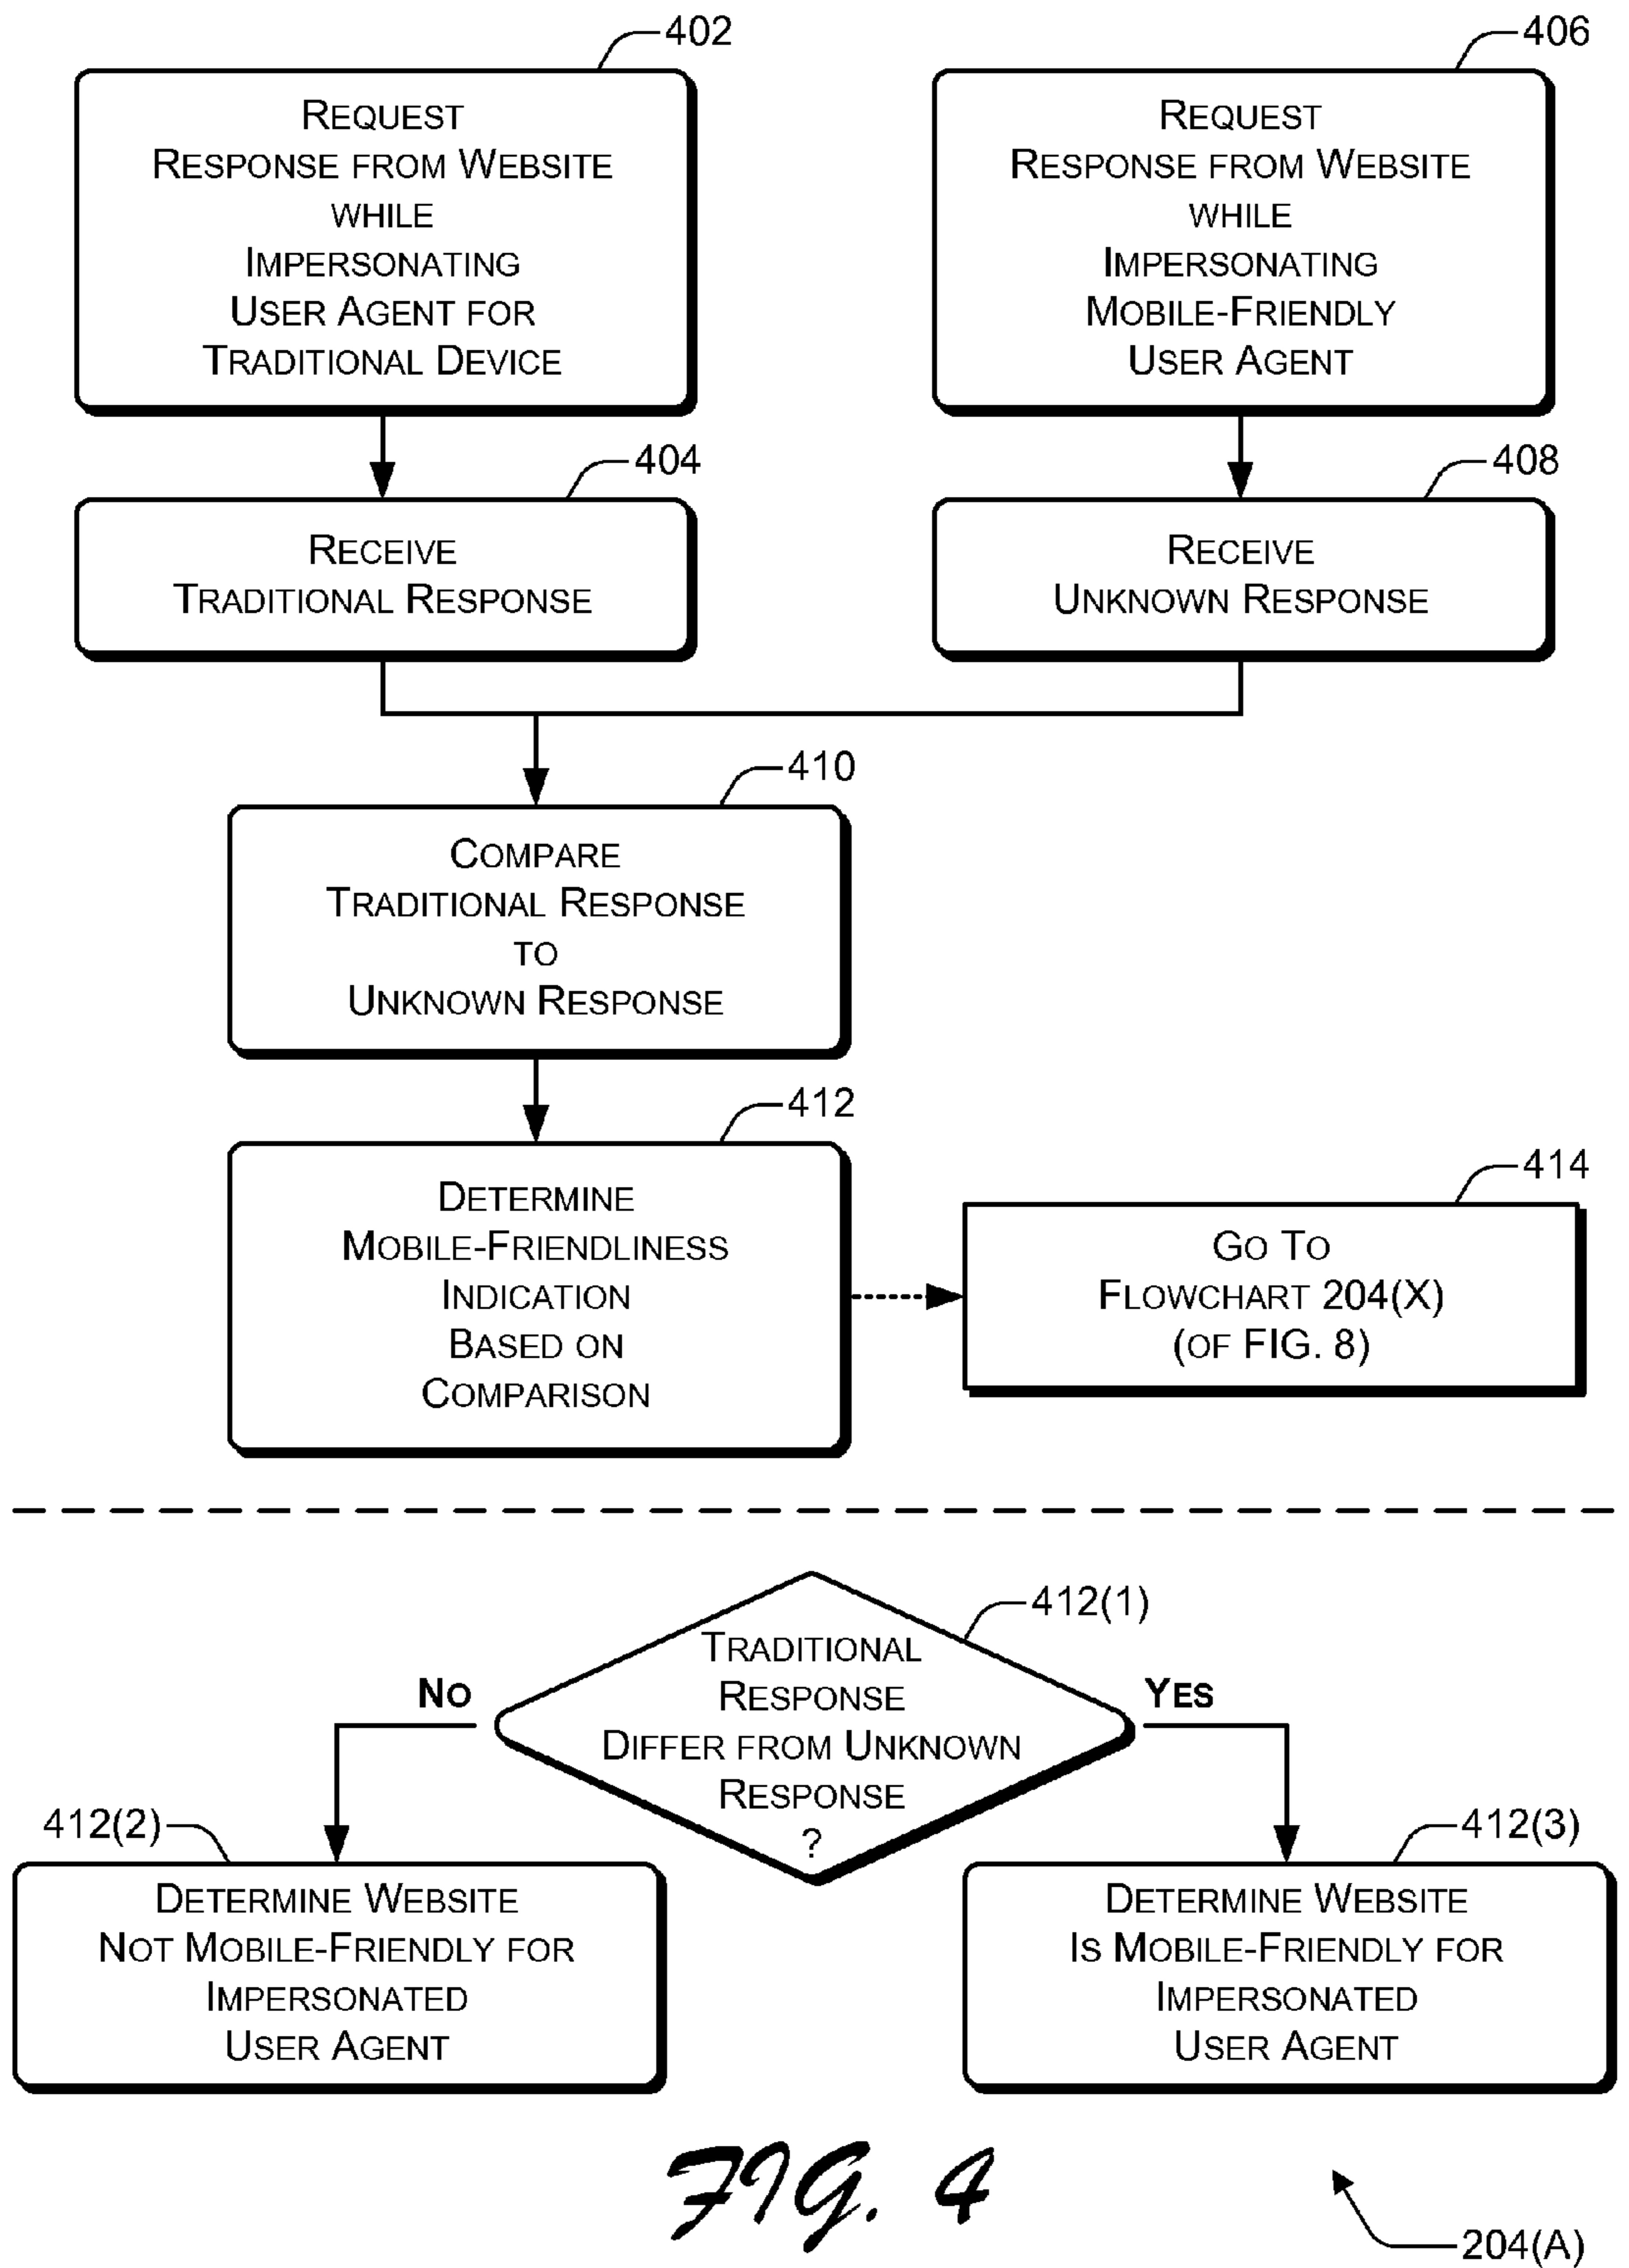 402
REQUEST
RESPONSE FROM WEBSITE
WHILE
IMPERSONATING
USER AGENT FOR
TRADITIONAL DEVICE
406
REQUEST
RESPONSE FROM WEBSITE
WHILE
IMPERSONATING
MOBILE-FRIENDLY
USER AGENT
404
RECEIVE
TRADITIONAL RESPONSE
408
RECEIVE
UNKNOWN RESPONSE
410
COMPARE
TRADITIONAL RESPONSE
TO
UNKNOWN RESPONSE
412
DETERMINE
MOBILE-FRIENDLINESS
INDICATION
BASED ON
COMPARISON
414
GO TO
FLOWCHART 204(X)
(OF FIG. 8)
412(1)
TRADITIONAL
RESPONSE
DIFFER FROM UNKNOWN
RESPONSE
?
NO
YES
412(2)
DETERMINE WEBSITE
NOT MOBILE-FRIENDLY FOR
IMPERSONATED
USER AGENT
412(3)
DETERMINE WEBSITE
IS MOBILE-FRIENDLY FOR
IMPERSONATED
USER AGENT
FIG. 4
204(A)